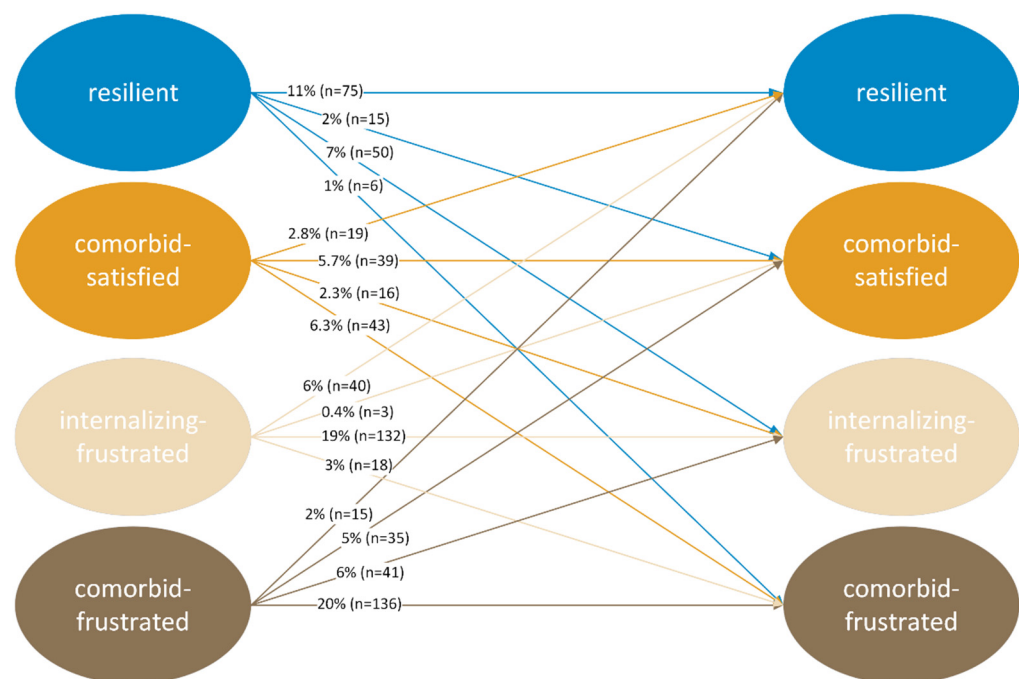 resilient
11% (n=75)
resilient
2% (n=15)
7% (n=50)
1% (n=6)
comorbid-
satisfied
2.8% (n=19)
5.7% (n=39)
2.3% (n=16)
6.3% (n=43)
comorbid-
satisfied
internalizing-
frustrated
6% (n=40)
0.4% (n=3)
19% (n=132)
3% (n=18)
internalizing-
frustrated
comorbid-
frustrated
2% (n=15)
5% (n=35)
6% (n=41)
20% (n=136)
comorbid-
frustrated